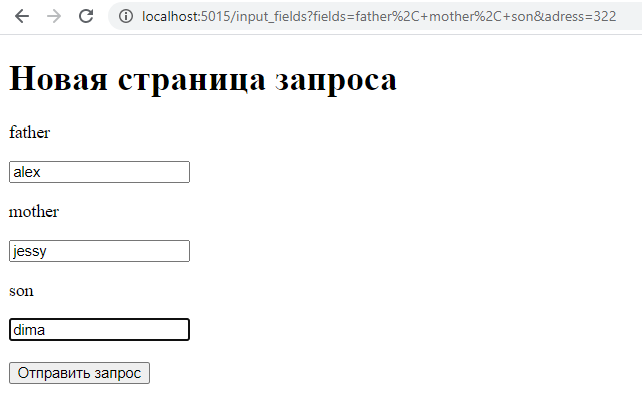 localhost:5015/input_fields?fields=father%2C+mother%2C+son&adress=322
Новая страница запроса
father
alex
mother
jessy
son
dima
Отправить запрос